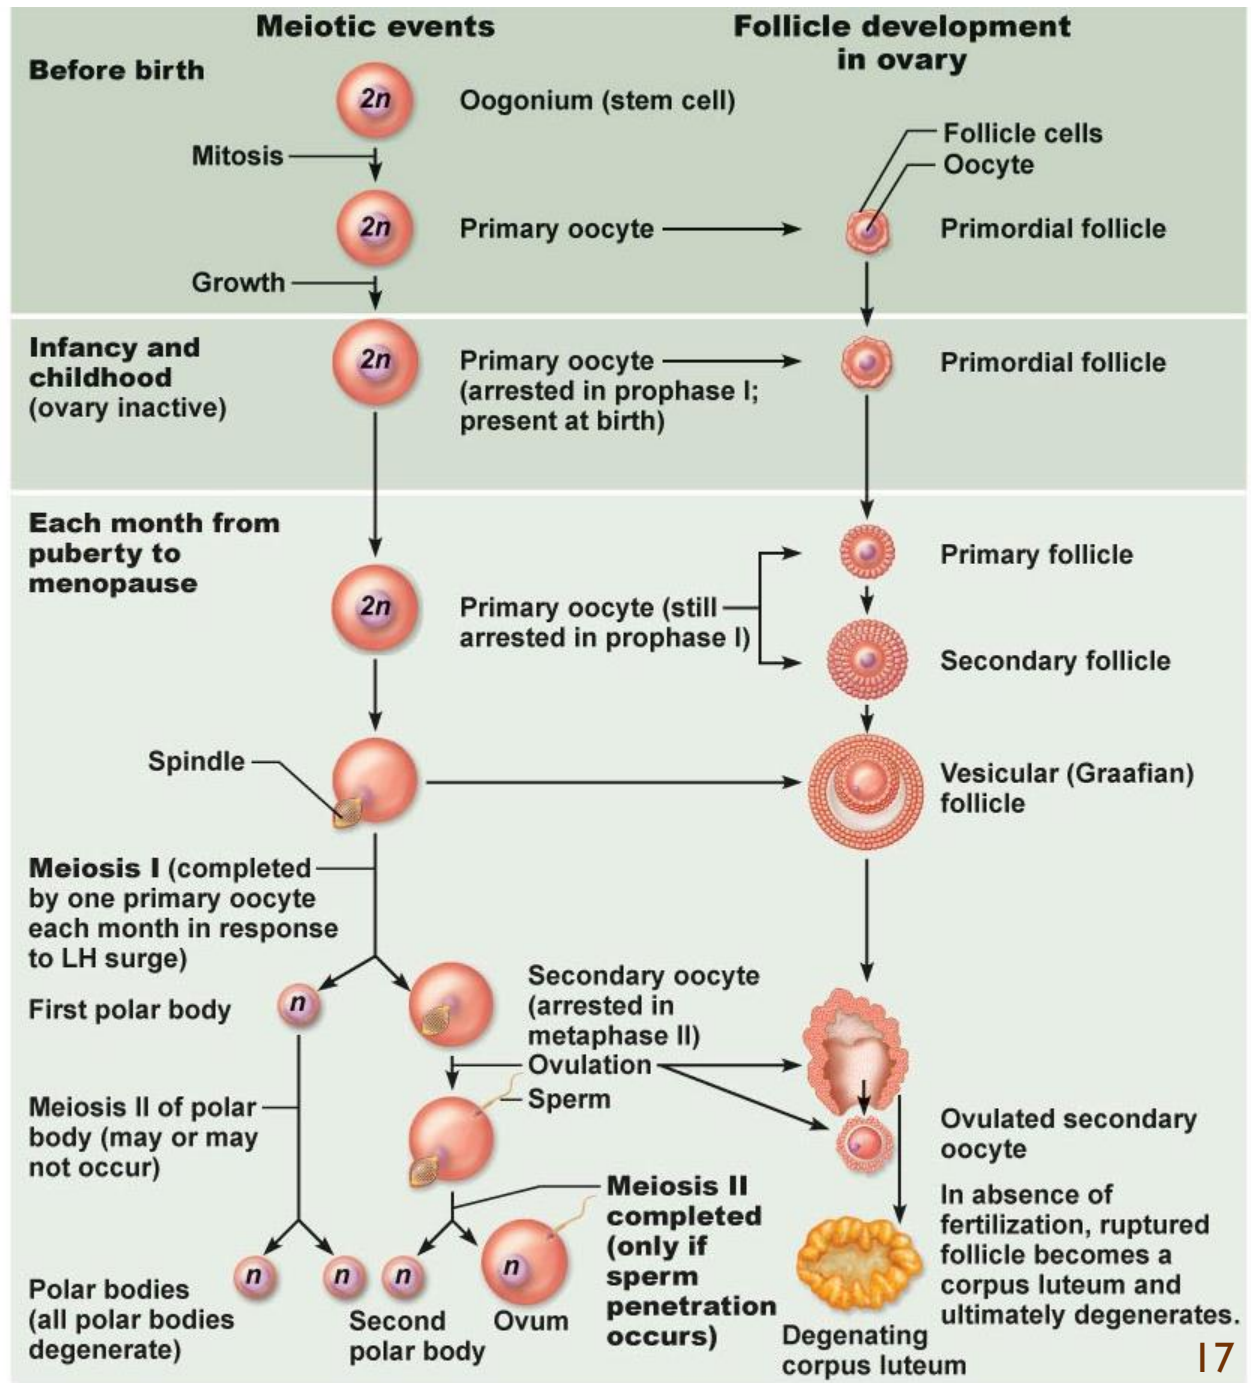 Meiotic events
Follicle development
in ovary
Before birth
2n
Oogonium (stem cell)
Follicle cells
Oocyte
Mitosis
2n
Primary oocyte
Primordial follicle
Growth
Infancy and
childhood
(ovary inactive)
2n
Primary oocyte
(arrested in prophase I;
present at birth)
Primordial follicle
Each month from
puberty to
menopause
2n
Primary oocyte (still
arrested in prophase I)
Primary follicle
Secondary follicle
Spindle
Vesicular (Graafian)
follicle
Meiosis I (completed
by one primary oocyte
each month in response
to LH surge)
First polar body
n
Secondary oocyte
(arrested in
metaphase II)
Ovulation
Sperm
Meiosis II of polar
body (may or may
not occur)
Ovulated secondary
oocyte
Meiosis II
completed
(only if
sperm
penetration
occurs)
In absence of
fertilization, ruptured
follicle becomes a
corpus luteum and
ultimately degenerates.
n
n
n
n
Polar bodies
(all polar bodies
degenerate)
Second
polar body
Ovum
Degenating
corpus luteum
17